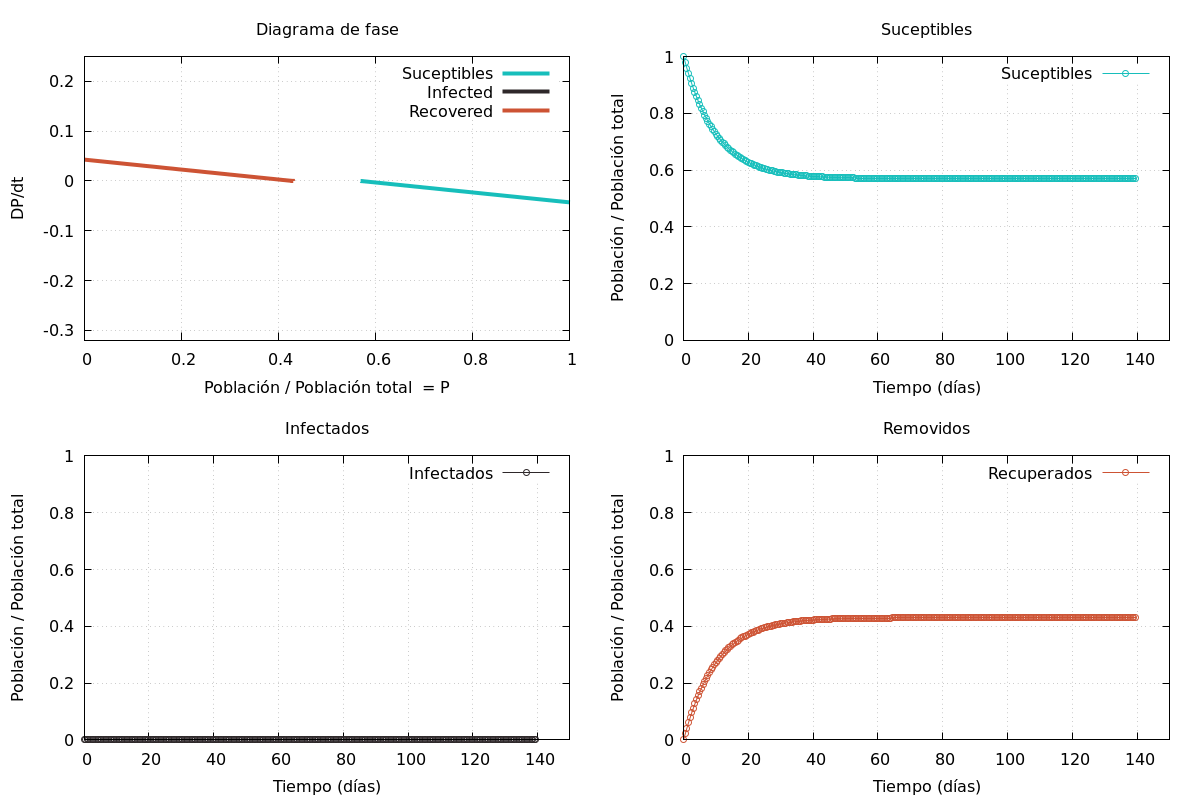 Diagrama de fase
Suceptibles
Infected
Recovered
0.2
0.1
0
-0.1
-0.2
-0.3
DP/dt
0 0.2 0.4 0.6 0.8 1
Población / Población total = P
Suceptibles
Suceptibles
1
0.8
0.6
0.4
0.2
0
Población / Población total
0 20 40 60 80 100 120 140
Tiempo (días)
Infectados
Infectados
1
0.8
0.6
0.4
0.2
0
Población / Población total
0 20 40 60 80 100 120 140
Tiempo (días)
Removidos
Recuperados
1
0.8
0.6
0.4
0.2
0
Población / Población total
0 20 40 60 80 100 120 140
Tiempo (días)